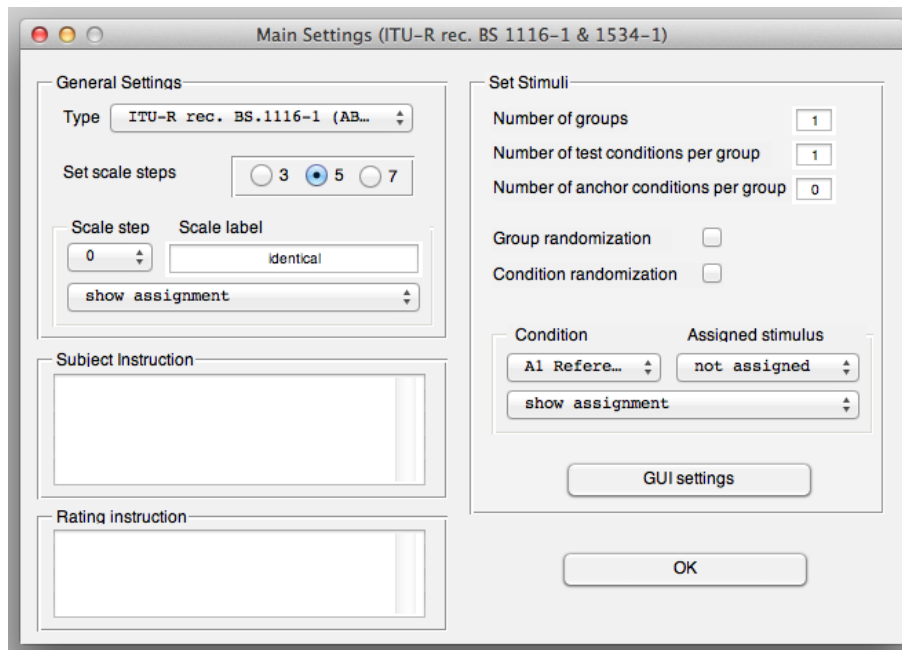 Main Settings (ITU-R rec. BS 1116-1 & 1534-1)
General Settings
Type ITU-R rec. BS.1116-1 (AB...
Set scale steps 3 5 7
Scale step Scale label
0 identical
show assignment
Subject Instruction
Rating instruction
Set Stimuli
Number of groups 1
Number of test conditions per group 1
Number of anchor conditions per group 0
Group randomization
Condition randomization
Condition Assigned stimulus
A1 Refere... not assigned
show assignment
GUI settings
OK